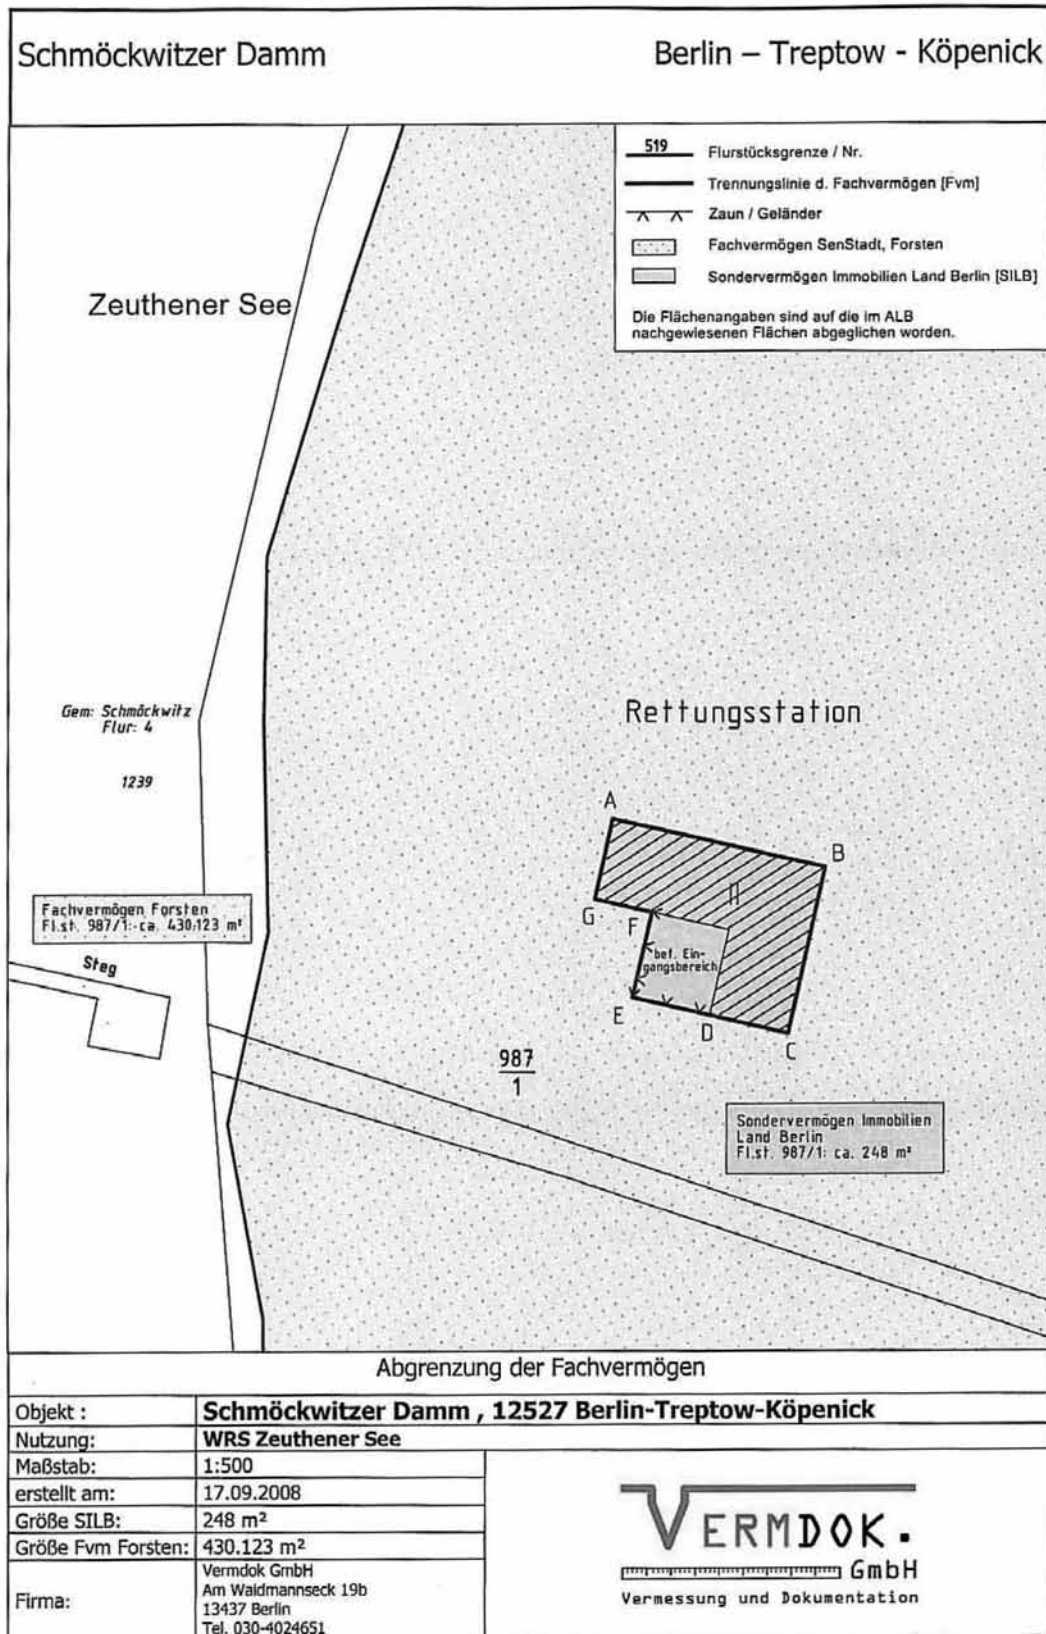 Schmöckwitzer Damm
Berlin – Treptow - Köpenick
519 Flurstücksgrenze / Nr.
Trennungslinie d. Fachvermögen [Fvm]
Zaun / Geländer
Fachvermögen SenStadt, Forsten
Sondervermögen Immobilien Land Berlin [SILB]
Die Flächenangaben sind auf die im ALB
nachgewiesenen Flächen abgeglichen worden.
Zeuthener See
Gem: Schmöckwitz
Flur: 4
1239
Rettungsstation
A
B
II
G
F
bef. Ein-
gangsbereich
E
D
C
Fachvermögen Forsten
Fl.st. 987/1: ca. 430.123 m²
Steg
987
1
Sondervermögen Immobilien
Land Berlin
Fl.st. 987/1: ca. 248 m²
Abgrenzung der Fachvermögen
Objekt : Schmöckwitzer Damm , 12527 Berlin-Treptow-Köpenick
Nutzung: WRS Zeuthener See
Maßstab: 1:500
erstellt am: 17.09.2008
Größe SILB: 248 m²
Größe Fvm Forsten: 430.123 m²
Firma: Vermdok GmbH
Am Waidmannseck 19b
13437 Berlin
Tel. 030-4024651
VERMDOK.
GmbH
Vermessung und Dokumentation